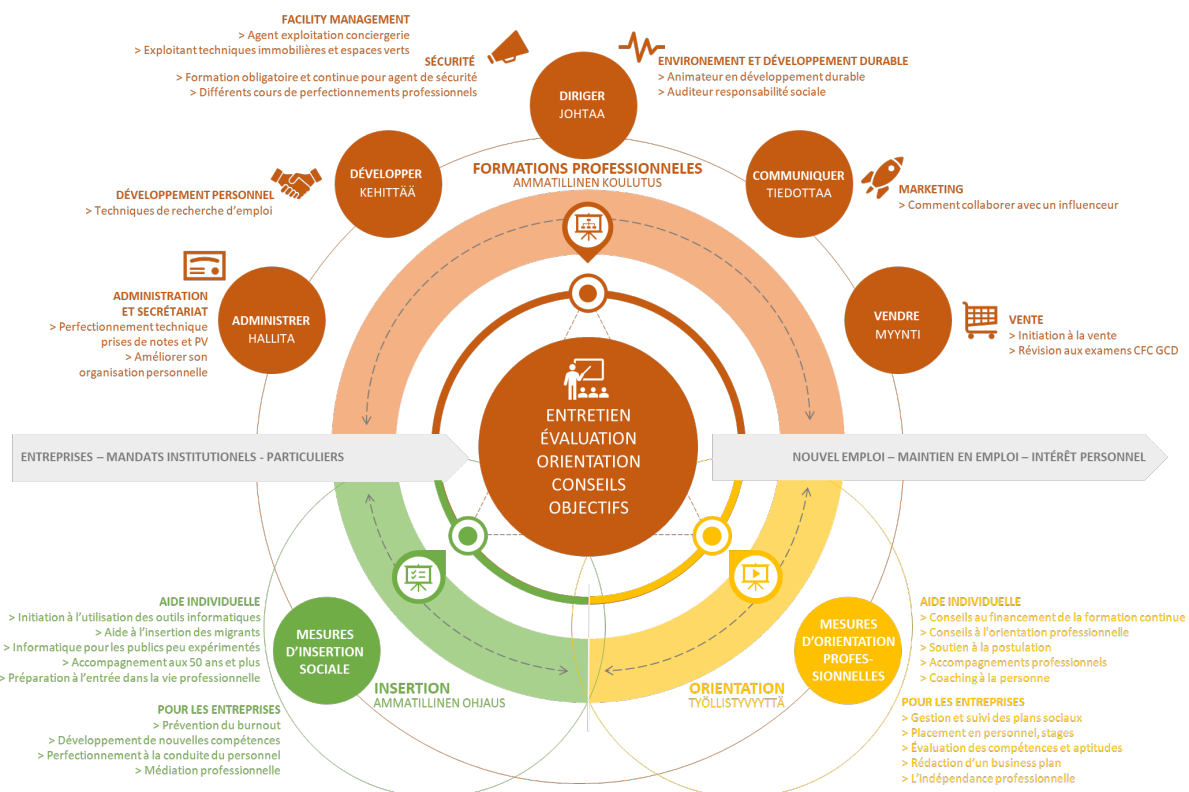 FACILITY MANAGEMENT
> Agent exploitation conciergerie
> Exploitant techniques immobilières et espaces verts
SÉCURITÉ
> Formation obligatoire et continue pour agent de sécurité
> Différents cours de perfectionnements professionnels
ENVIRONEMENT ET DÉVELOPPEMENT DURABLE
> Animateur en développement durable
> Auditeur responsabilité sociale
DIRIGER
JOHTAA
DÉVELOPPER
KEHITTÄÄ
FORMATIONS PROFESSIONNELES
AMMATILLINEN KOULUTUS
COMMUNIQUER
TIEDOTTAA
DÉVELOPPEMENT PERSONNEL
> Techniques de recherche d'emploi
MARKETING
> Comment collaborer avec un influenceur
ADMINISTRATION
ET SECRÉTARIAT
> Perfectionnement technique
prises de notes et PV
> Améliorer son
organisation personnelle
ADMINISTRER
HALLITA
VENDRE
MYYNTI
VENTE
> Initiation à la vente
> Révision aux examens CFC GCD
ENTRETIEN
ÉVALUATION
ORIENTATION
CONSEILS
OBJECTIFS
ENTREPRISES – MANDATS INSTITUTIONELS - PARTICULIERS
NOUVEL EMPLOI – MAINTIEN EN EMPLOI – INTÉRÊT PERSONNEL
AIDE INDIVIDUELLE
> Initiation à l'utilisation des outils informatiques
> Aide à l'insertion des migrants
> Informatique pour les publics peu expérimentés
> Accompagnement aux 50 ans et plus
> Préparation à l'entrée dans la vie professionelle
POUR LES ENTREPRISES
> Prévention du burnout
> Développement de nouvelles compétences
> Perfectionnement à la conduite du personnel
> Médiation professionnelle
MESURES
D'INSERTION
SOCIALE
INSERTION
AMMATILLINEN OHJAUS
ORIENTATION
TYÖLLISTYVYYTTÄ
MESURES
D'ORIENTATION
PROFES-
SIONNELLES
AIDE INDIVIDUELLE
> Conseils au financement de la formation continue
> Conseils à l'orientation professionnelle
> Soutien à la postulation
> Accompagnements professionnels
> Coaching à la personne
POUR LES ENTREPRISES
> Gestion et suivi des plans sociaux
> Placement en personnel, stages
> Évaluation des compétences et aptitudes
> Rédaction d'un business plan
> L'Indépendance professionnelle